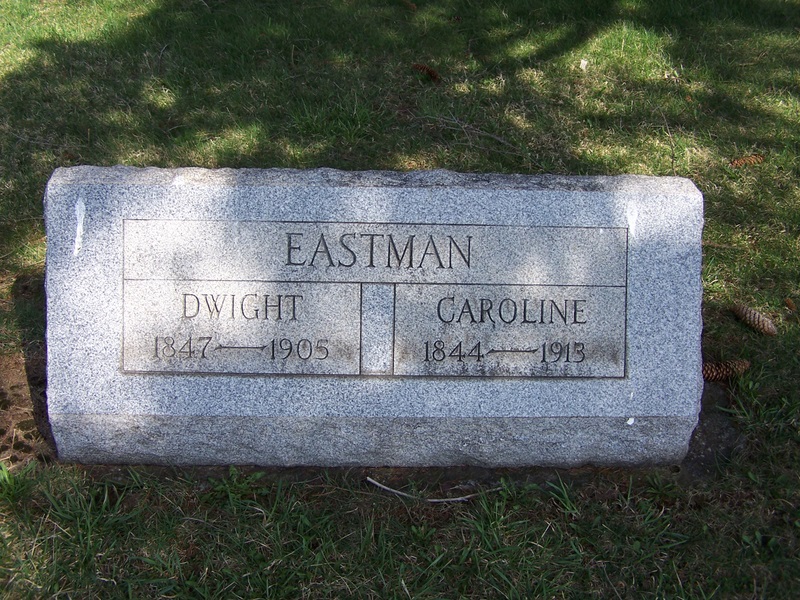 EASTMAN
DWIGHT
1847—1905
CAROLINE
1844—1913